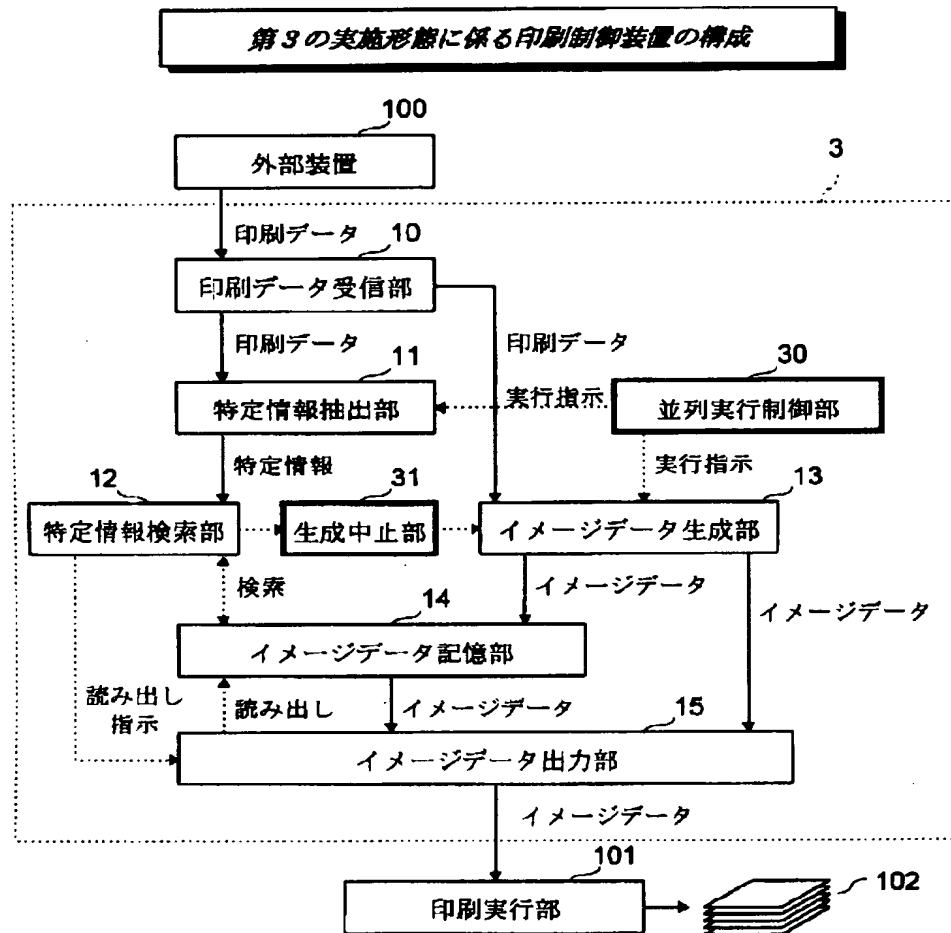 第3の実施形態に係る印刷制御装置の構成
100
外部装置
3
印刷データ
10
印刷データ受信部
印刷データ
11
印刷データ
30
特定情報抽出部
実行指示
並列実行制御部
特定情報
実行指示
12
31
13
特定情報検索部
生成中止部
イメージデータ生成部
検索
イメージデータ
14
イメージデータ
イメージデータ記憶部
読み出し
指示
読み出し
イメージデータ
15
イメージデータ出力部
イメージデータ
101
印刷実行部
102